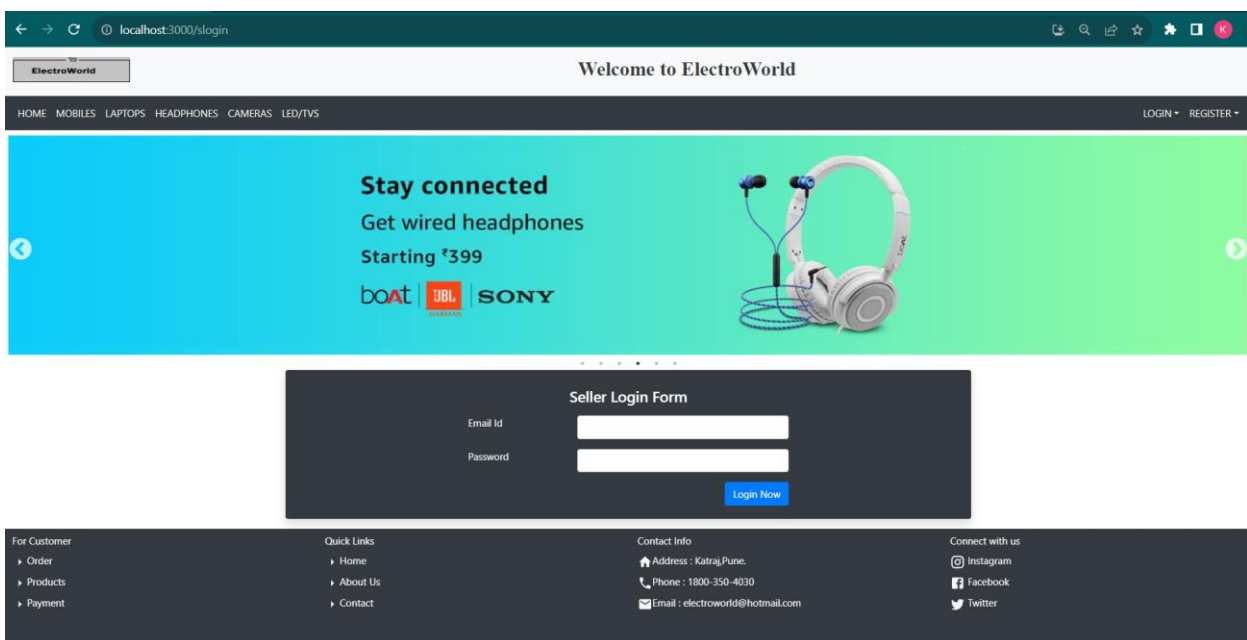 localhost:3000/slogin
K
ElectroWorld
Welcome to ElectroWorld
HOME MOBILES LAPTOPS HEADPHONES CAMERAS LED/TVS LOGIN REGISTER
Stay connected
Get wired headphones
Starting ₹399
boAt JBL SONY
HARMAN
boAt
Seller Login Form
Email Id
Password
Login Now
For Customer
Order
Products
Payment
Quick Links
Home
About Us
Contact
Contact Info
Address : Katraj,Pune.
Phone : 1800-350-4030
Email : electroworld@hotmail.com
Connect with us
Instagram
Facebook
Twitter